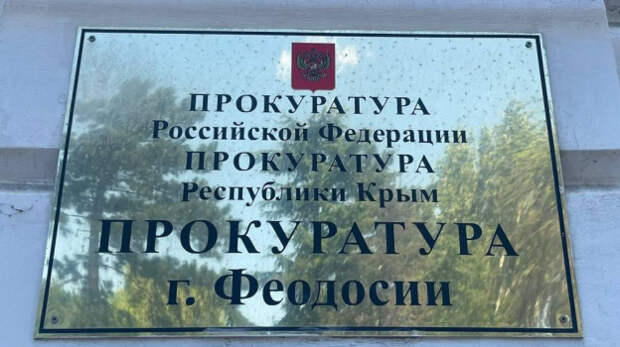 ПРОКУРАТУРА
Российской Федерации
ПРОКУРАТУРА
Республики Крым
ПРОКУРАТУРА
г. Феодосии